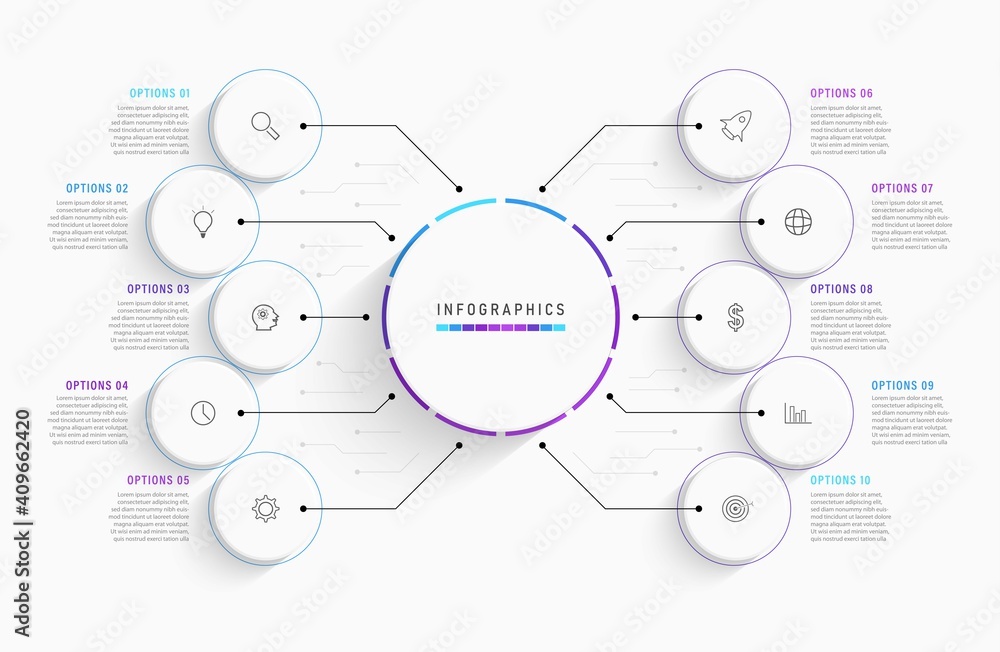 OPTIONS 01
Lorem ipsum dolor sit amet,
consectetuer adipiscing elit,
sed diam nonummy nibh euis-
mod tincidunt ut laoreet dolore
magna aliquam erat volutpat.
Ut wisi enim ad minim veniam,
quis nostrud exerci tation
OPTIONS 02
Lorem ipsum dolor sit amet,
consectetuer adipiscing elit,
sed diam nonummy nibh euis-
mod tincidunt ut laoreet dolore
magna aliquam erat volutpat.
Ut wisi enim ad minim veniam,
quis nostrud exerci tation
OPTIONS 03
Lorem ipsum dolor sit amet,
consectetuer adipiscing elit,
sed diam nonummy nibh euis-
mod tincidunt ut laoreet dolore
magna aliquam erat volutpat.
Ut wisi enim ad minim veniam,
quis nostrud exerci tation
OPTIONS 04
Lorem ipsum dolor sit amet,
consectetuer adipiscing elit,
sed diam nonummy nibh euis-
mod tincidunt ut laoreet dolore
magna aliquam erat volutpat.
Ut wisi enim ad minim veniam,
quis nostrud exerci tation
OPTIONS 05
Lorem ipsum dolor sit amet,
consectetuer adipiscing elit,
sed diam nonummy nibh euis-
mod tincidunt ut laoreet dolore
magna aliquam erat volutpat.
Ut wisi enim ad minim veniam,
quis nostrud exerci tation
INFOGRAPHICS
OPTIONS 06
Lorem ipsum dolor sit amet,
consectetuer adipiscing elit,
sed diam nonummy nibh euis-
mod tincidunt ut laoreet dolore
magna aliquam erat volutpat.
Ut wisi enim ad minim veniam,
quis nostrud exerci tation
OPTIONS 07
Lorem ipsum dolor sit amet,
consectetuer adipiscing elit,
sed diam nonummy nibh euis-
mod tincidunt ut laoreet dolore
magna aliquam erat volutpat.
Ut wisi enim ad minim veniam,
quis nostrud exerci tation
OPTIONS 08
Lorem ipsum dolor sit amet,
consectetuer adipiscing elit,
sed diam nonummy nibh euis-
mod tincidunt ut laoreet dolore
magna aliquam erat volutpat.
Ut wisi enim ad minim veniam,
quis nostrud exerci tation
OPTIONS 09
Lorem ipsum dolor sit amet,
consectetuer adipiscing elit,
sed diam nonummy nibh euis-
mod tincidunt ut laoreet dolore
magna aliquam erat volutpat.
Ut wisi enim ad minim veniam,
quis nostrud exerci tation
OPTIONS 10
Lorem ipsum dolor sit amet,
consectetuer adipiscing elit,
sed diam nonummy nibh euis-
mod tincidunt ut laoreet dolore
magna aliquam erat volutpat.
Ut wisi enim ad minim veniam,
quis nostrud exerci tation
Adobe Stock | #409662420
Adobe Stock